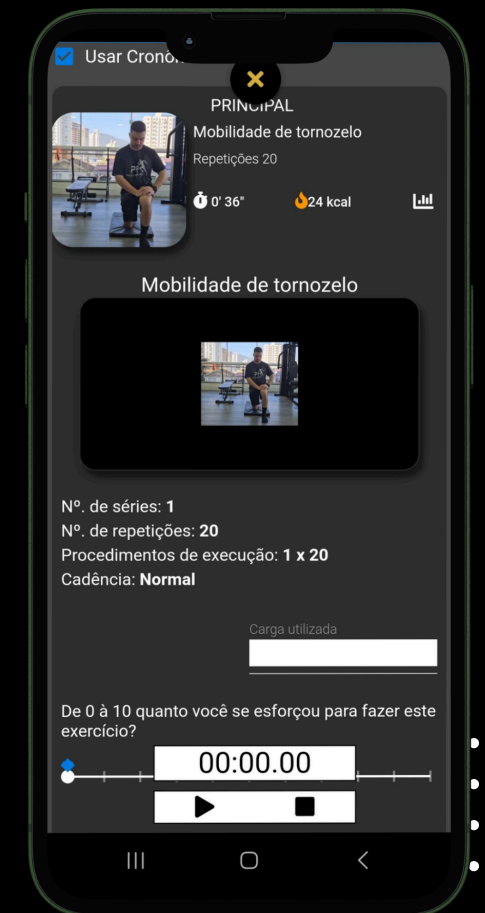 Usar
PRINCIPAL
Mobilidade de tornozelo
Repetições 20
0' 36"
24 kcal
Mobilidade de tornozelo
Nº. de séries: 1
Nº. de repetições: 20
Procedimentos de execução: 1 x 20
Cadência: Normal
Carga utilizada
De 0 à 10 quanto você se esforçou para fazer este
exercício?
00:00.00